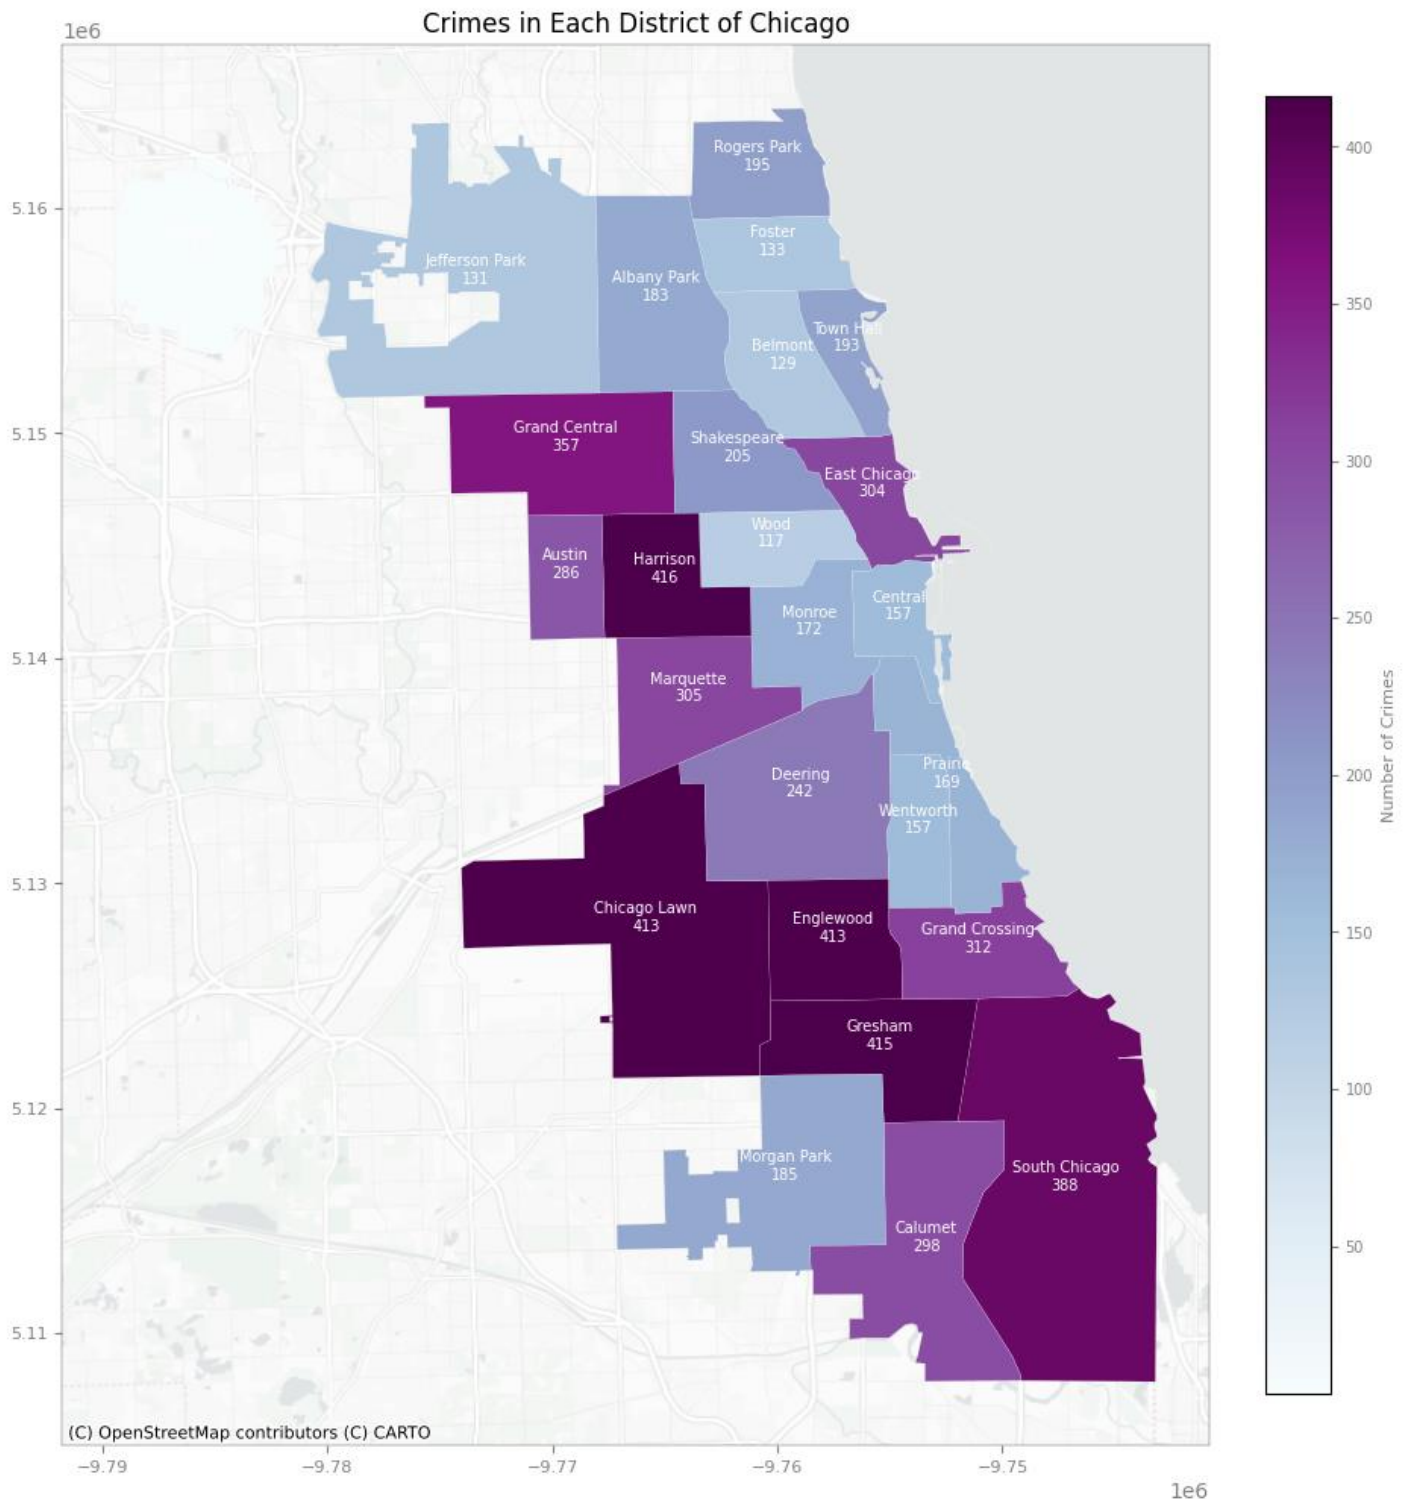 Crimes in Each District of Chicago
1e6
Rogers Park
195
Foster
133
Jefferson Park
131
Albany Park
183
Town Hall
193
Belmont
129
Grand Central
357
Shakespeare
205
East Chicago
304
Wood
117
Austin
286
Harrison
416
Central
157
Monroe
172
Marquette
305
Prairie
169
Deering
242
Wentworth
157
Chicago Lawn
413
Englewood
413
Grand Crossing
312
Gresham
415
Morgan Park
185
South Chicago
388
Calumet
298
5.16
5.15
5.14
5.13
5.12
5.11
(C) OpenStreetMap contributors (C) CARTO
−9.79
−9.78
−9.77
−9.76
−9.75
1e6
400
350
300
250
200
150
100
50
Number of Crimes